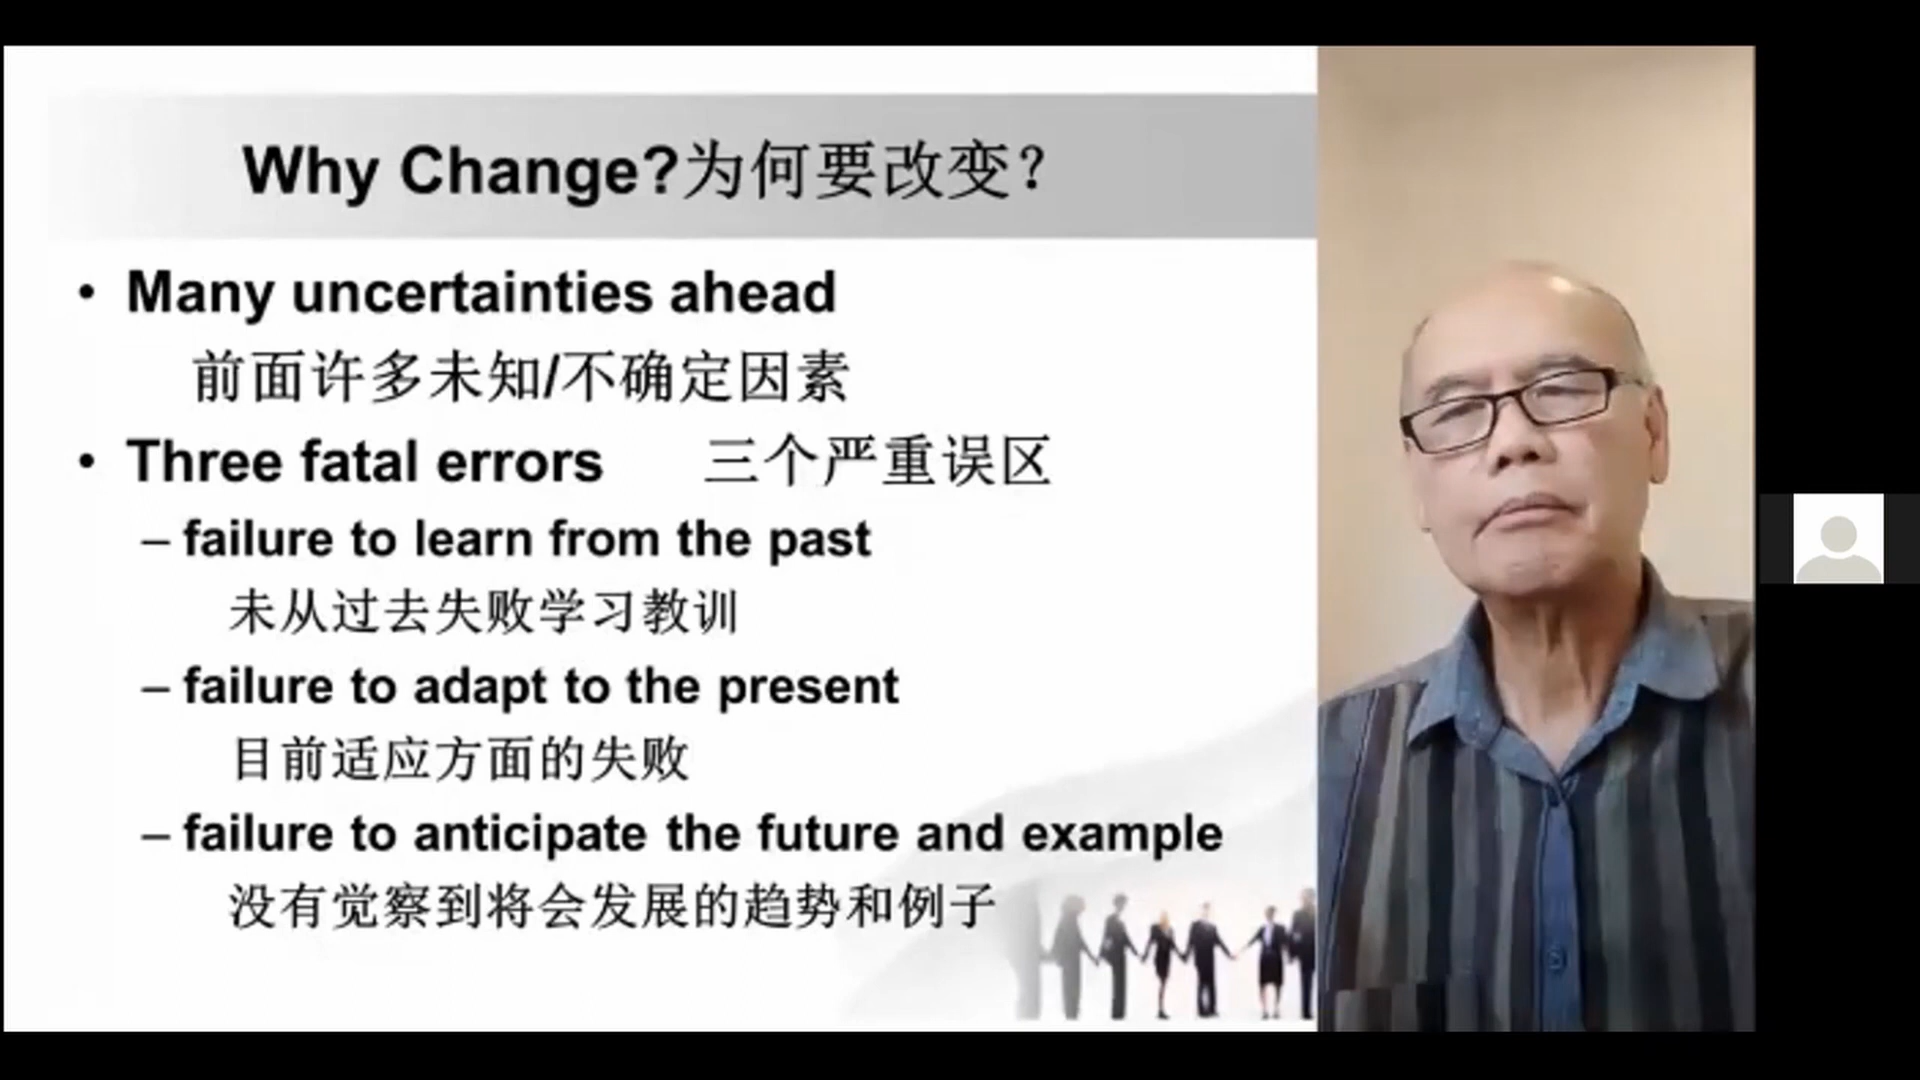 Why Change?为何要改变？
• Many uncertainties ahead
前面许多未知/不确定因素
• Three fatal errors 三个严重误区
– failure to learn from the past
未从过去失败学习教训
– failure to adapt to the present
目前适应方面的失败
– failure to anticipate the future and example
没有觉察到将会发展的趋势和例子